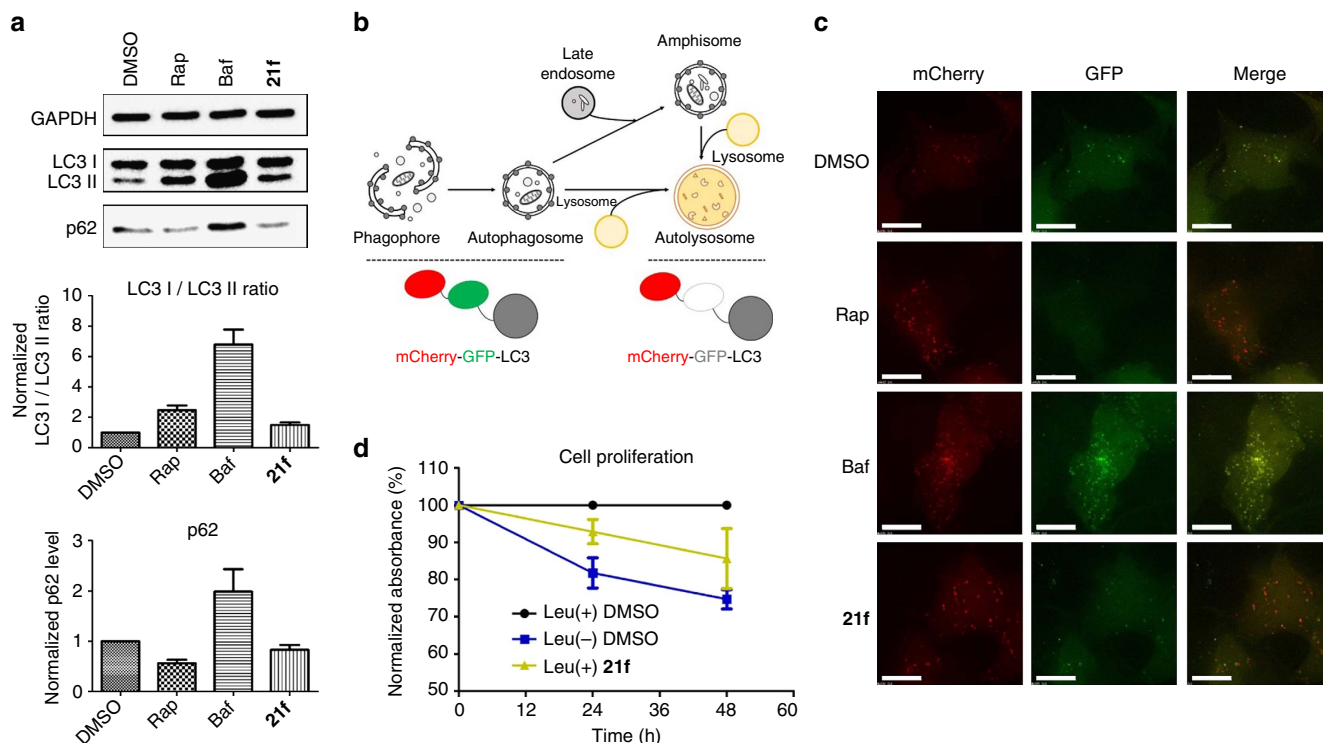 a
DMSO
Rap
Baf
21f
GAPDH
LC3 I
LC3 II
p62
LC3 I / LC3 II ratio
Normalized
LC3 I / LC3 II ratio
10
8
6
4
2
0
DMSO
Rap
Baf
21f
p62
Normalized p62 level
3
2
1
0
DMSO
Rap
Baf
21f
b
Late
endosome
Amphisome
Lysosome
Lysosome
Phagophore
Autophagosome
Autolysosome
mCherry-GFP-LC3
mCherry-GFP-LC3
d
Cell proliferation
Normalized absorbance (%)
110
100
90
80
70
60
50
Leu(+) DMSO
Leu(–) DMSO
Leu(+) 21f
0
12
24
36
48
60
Time (h)
c
mCherry
GFP
Merge
DMSO
Rap
Baf
21f